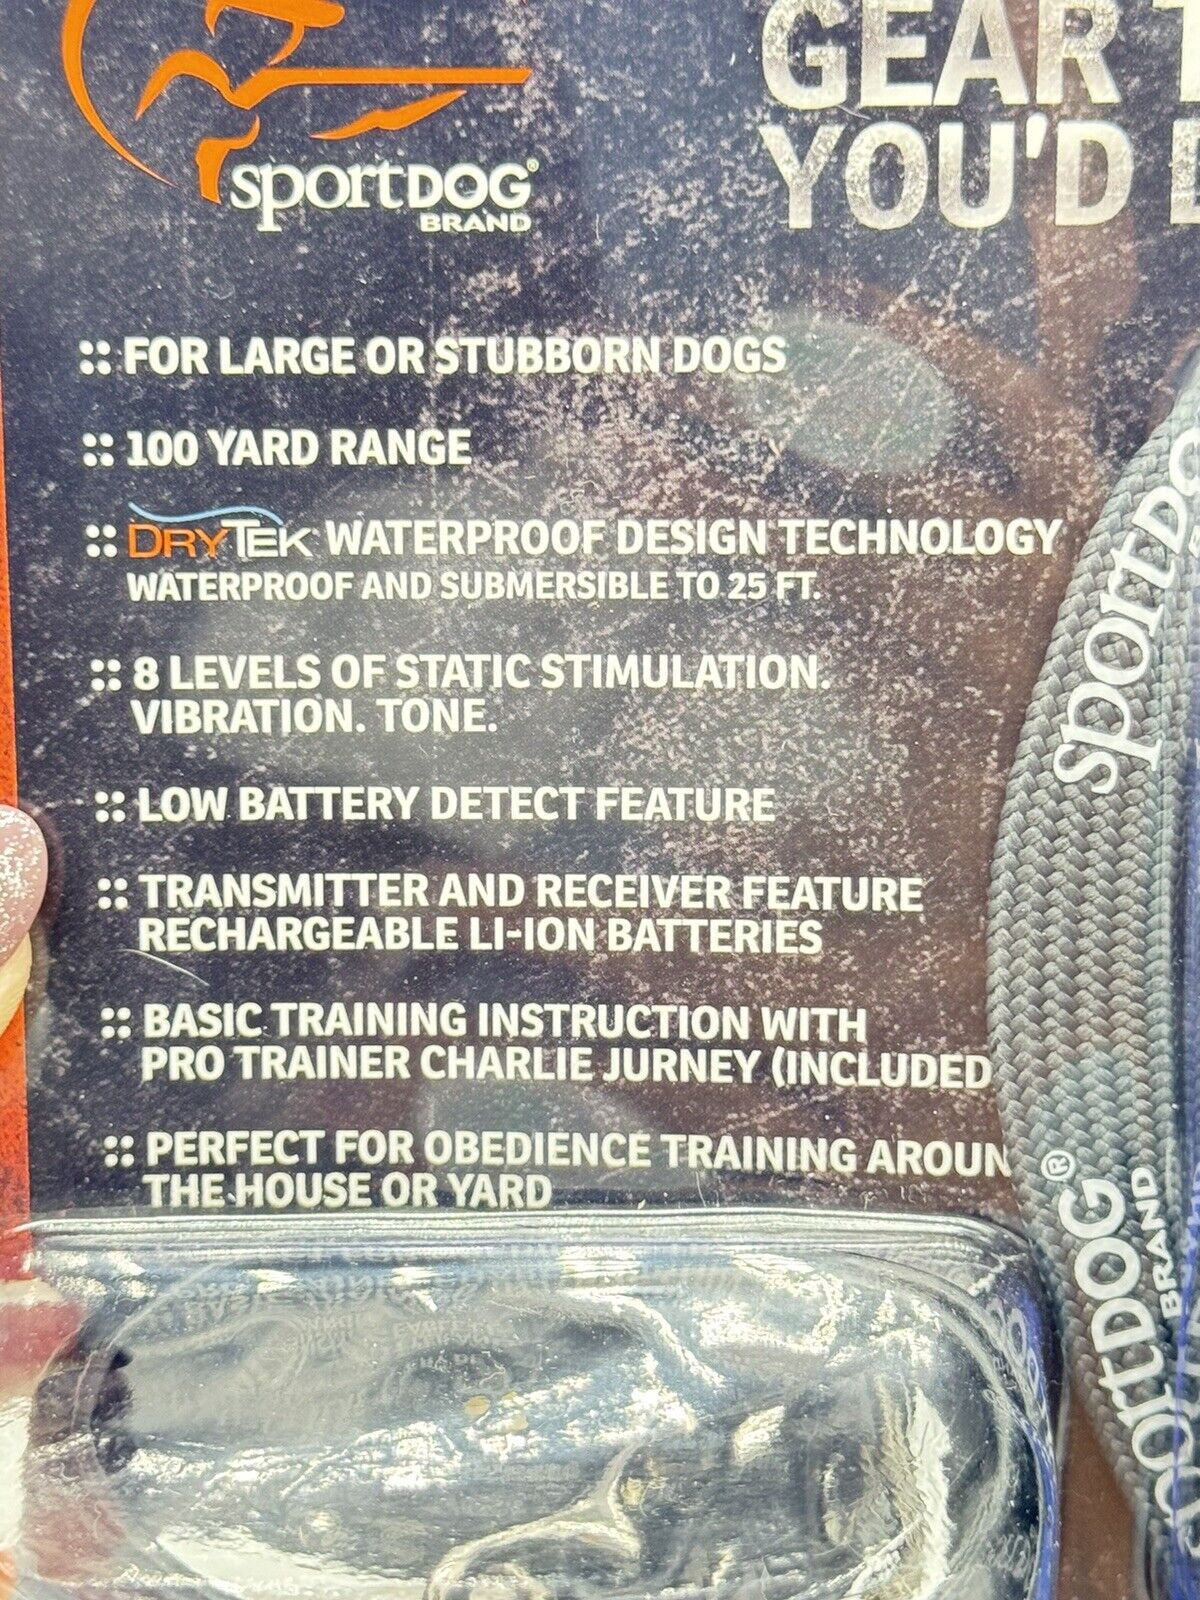 sportDOG®
BRAND
GEAR
YOU'D
:: FOR LARGE OR STUBBORN DOGS
:: 100 YARD RANGE
:: DRYTEK WATERPROOF DESIGN TECHNOLOGY
WATERPROOF AND SUBMERSIBLE TO 25 FT.
:: 8 LEVELS OF STATIC STIMULATION.
VIBRATION. TONE.
:: LOW BATTERY DETECT FEATURE
:: TRANSMITTER AND RECEIVER FEATURE
RECHARGEABLE LI-ION BATTERIES
:: BASIC TRAINING INSTRUCTION WITH
PRO TRAINER CHARLIE JURNEY (INCLUDED
:: PERFECT FOR OBEDIENCE TRAINING AROUN
THE HOUSE OR YARD
sportDO
ORTDOG®
BRAND